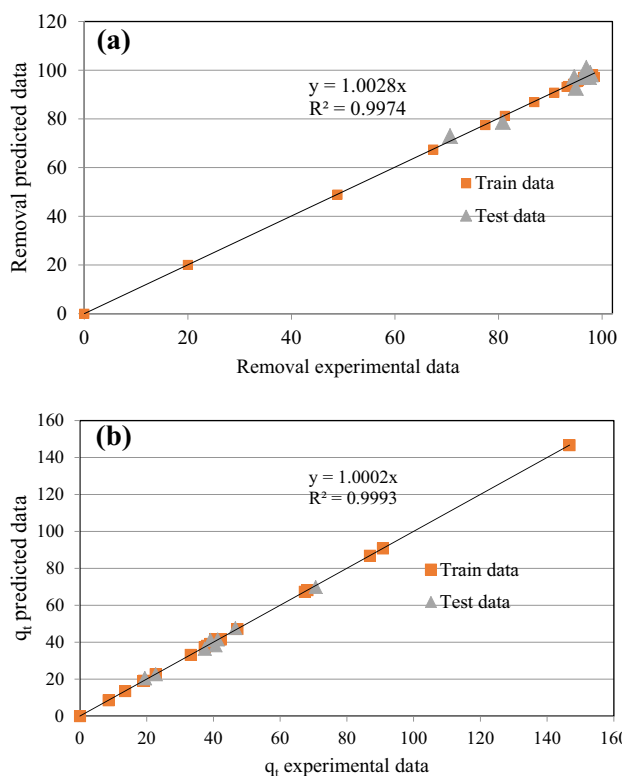 (a)
120
100
80
60
40
20
0
Removal predicted data
y = 1.0028x
R² = 0.9974
Train data
Test data
0 20 40 60 80 100
Removal experimental data
(b)
160
140
120
100
80
60
40
20
0
qt predicted data
y = 1.0002x
R² = 0.9993
Train data
Test data
0 20 40 60 80 100 120 140 160
qt experimental data